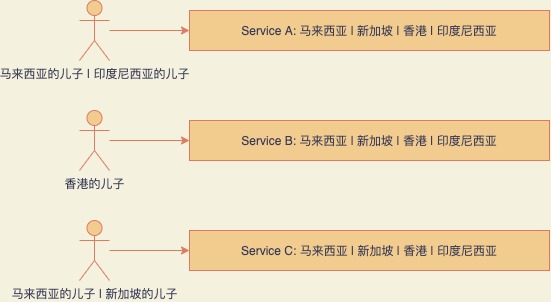 Service A: 马来西亚 | 新加坡 | 香港 | 印度尼西亚
马来西亚的儿子 | 印度尼西亚的儿子
Service B: 马来西亚 | 新加坡 | 香港 | 印度尼西亚
香港的儿子
Service C: 马来西亚 | 新加坡 | 香港 | 印度尼西亚
马来西亚的儿子 | 新加坡的儿子